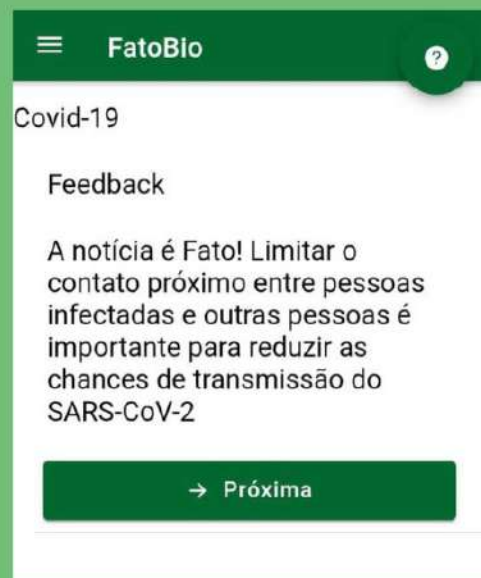 FatoBio
?
Covid-19
Feedback
A notícia é Fato! Limitar o
contato próximo entre pessoas
infectadas e outras pessoas é
importante para reduzir as
chances de transmissão do
SARS-CoV-2
→ Próxima